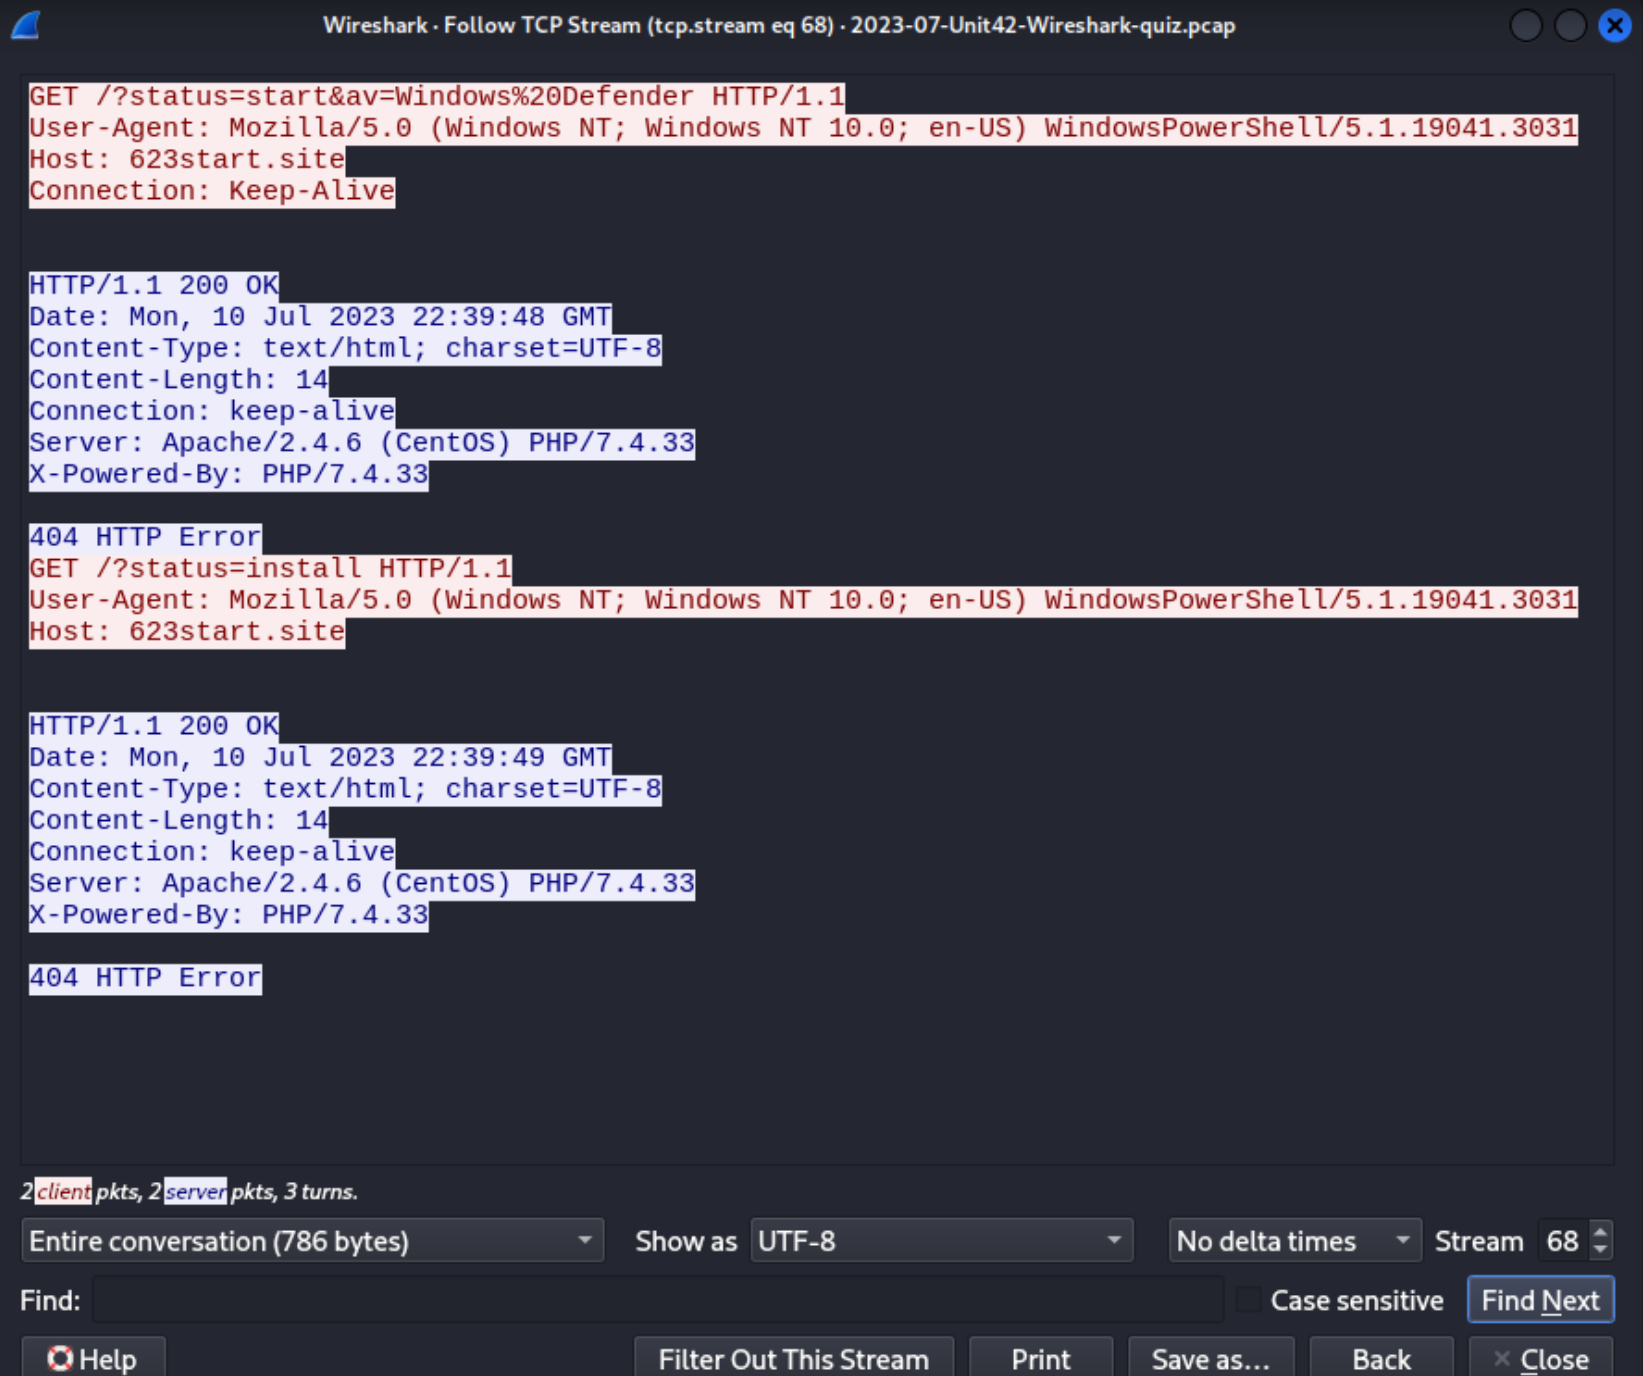 Wireshark · Follow TCP Stream (tcp.stream eq 68) · 2023-07-Unit42-Wireshark-quiz.pcap
GET /?status=start&av=Windows%20Defender HTTP/1.1
User-Agent: Mozilla/5.0 (Windows NT; Windows NT 10.0; en-US) WindowsPowerShell/5.1.19041.3031
Host: 623start.site
Connection: Keep-Alive
HTTP/1.1 200 OK
Date: Mon, 10 Jul 2023 22:39:48 GMT
Content-Type: text/html; charset=UTF-8
Content-Length: 14
Connection: keep-alive
Server: Apache/2.4.6 (CentOS) PHP/7.4.33
X-Powered-By: PHP/7.4.33
404 HTTP Error
GET /?status=install HTTP/1.1
User-Agent: Mozilla/5.0 (Windows NT; Windows NT 10.0; en-US) WindowsPowerShell/5.1.19041.3031
Host: 623start.site
HTTP/1.1 200 OK
Date: Mon, 10 Jul 2023 22:39:49 GMT
Content-Type: text/html; charset=UTF-8
Content-Length: 14
Connection: keep-alive
Server: Apache/2.4.6 (CentOS) PHP/7.4.33
X-Powered-By: PHP/7.4.33
404 HTTP Error
2 client pkts, 2 server pkts, 3 turns.
Entire conversation (786 bytes) Show as UTF-8 No delta times Stream 68
Find: Case sensitive Find Next
Help Filter Out This Stream Print Save as... Back Close